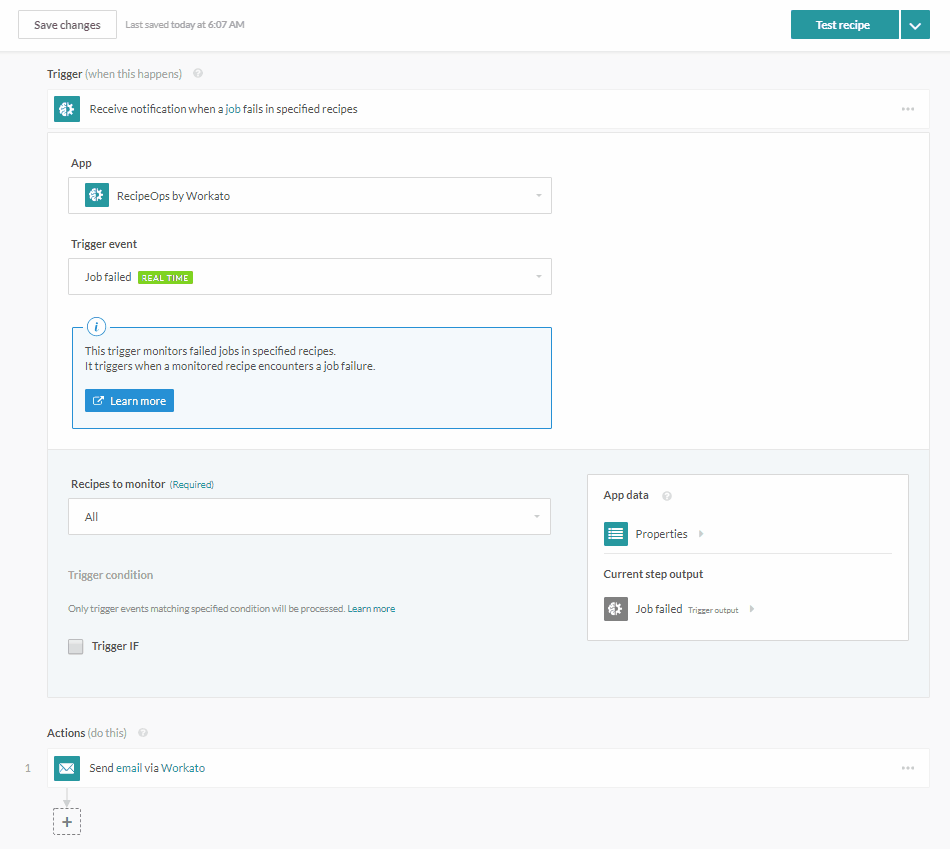 Save changes
Last saved today at 6:07 AM
Test recipe
Trigger (when this happens) ?
Receive notification when a job fails in specified recipes
App
RecipeOps by Workato
Trigger event
Job failed REAL TIME
i
This trigger monitors failed jobs in specified recipes.
It triggers when a monitored recipe encounters a job failure.
Learn more
Recipes to monitor (Required)
All
Trigger condition
Only trigger events matching specified condition will be processed. Learn more
Trigger IF
App data ?
Properties
Current step output
Job failed Trigger output
Actions (do this) ?
1
Send email via Workato
+